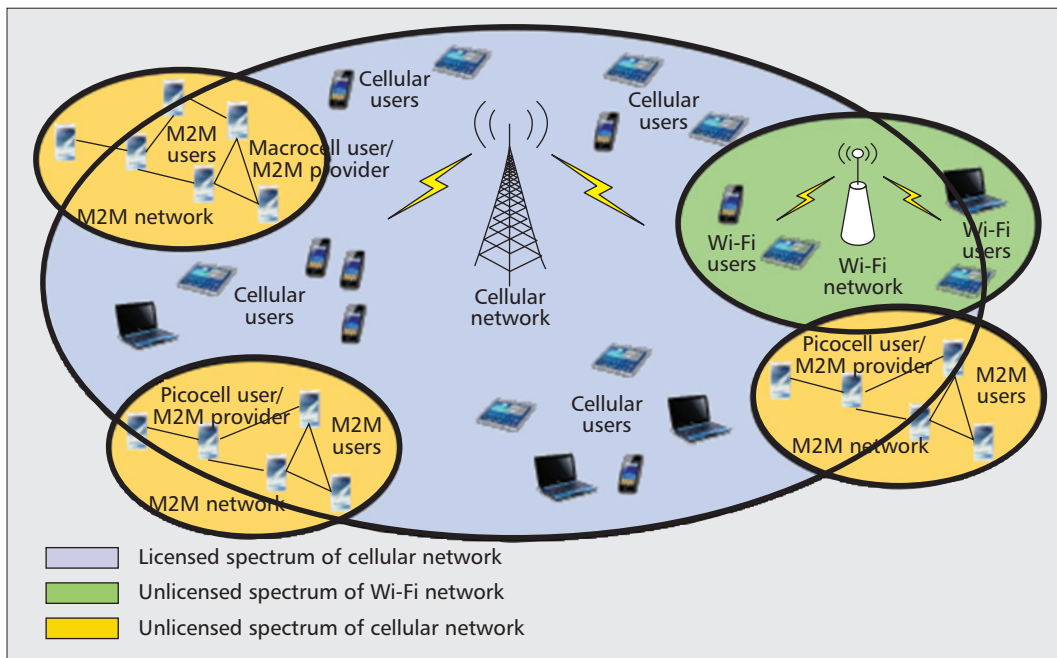 Cellular
users
Cellular
users
M2M
users
Macrocell user/
M2M provider
M2M network
Wi-Fi
users
Wi-Fi
users
Wi-Fi
network
Cellular
users
Cellular
network
Picocell user/
M2M provider
M2M
users
M2M network
Picocell user/
M2M provider
M2M
users
M2M network
Cellular
users
Licensed spectrum of cellular network
Unlicensed spectrum of Wi-Fi network
Unlicensed spectrum of cellular network